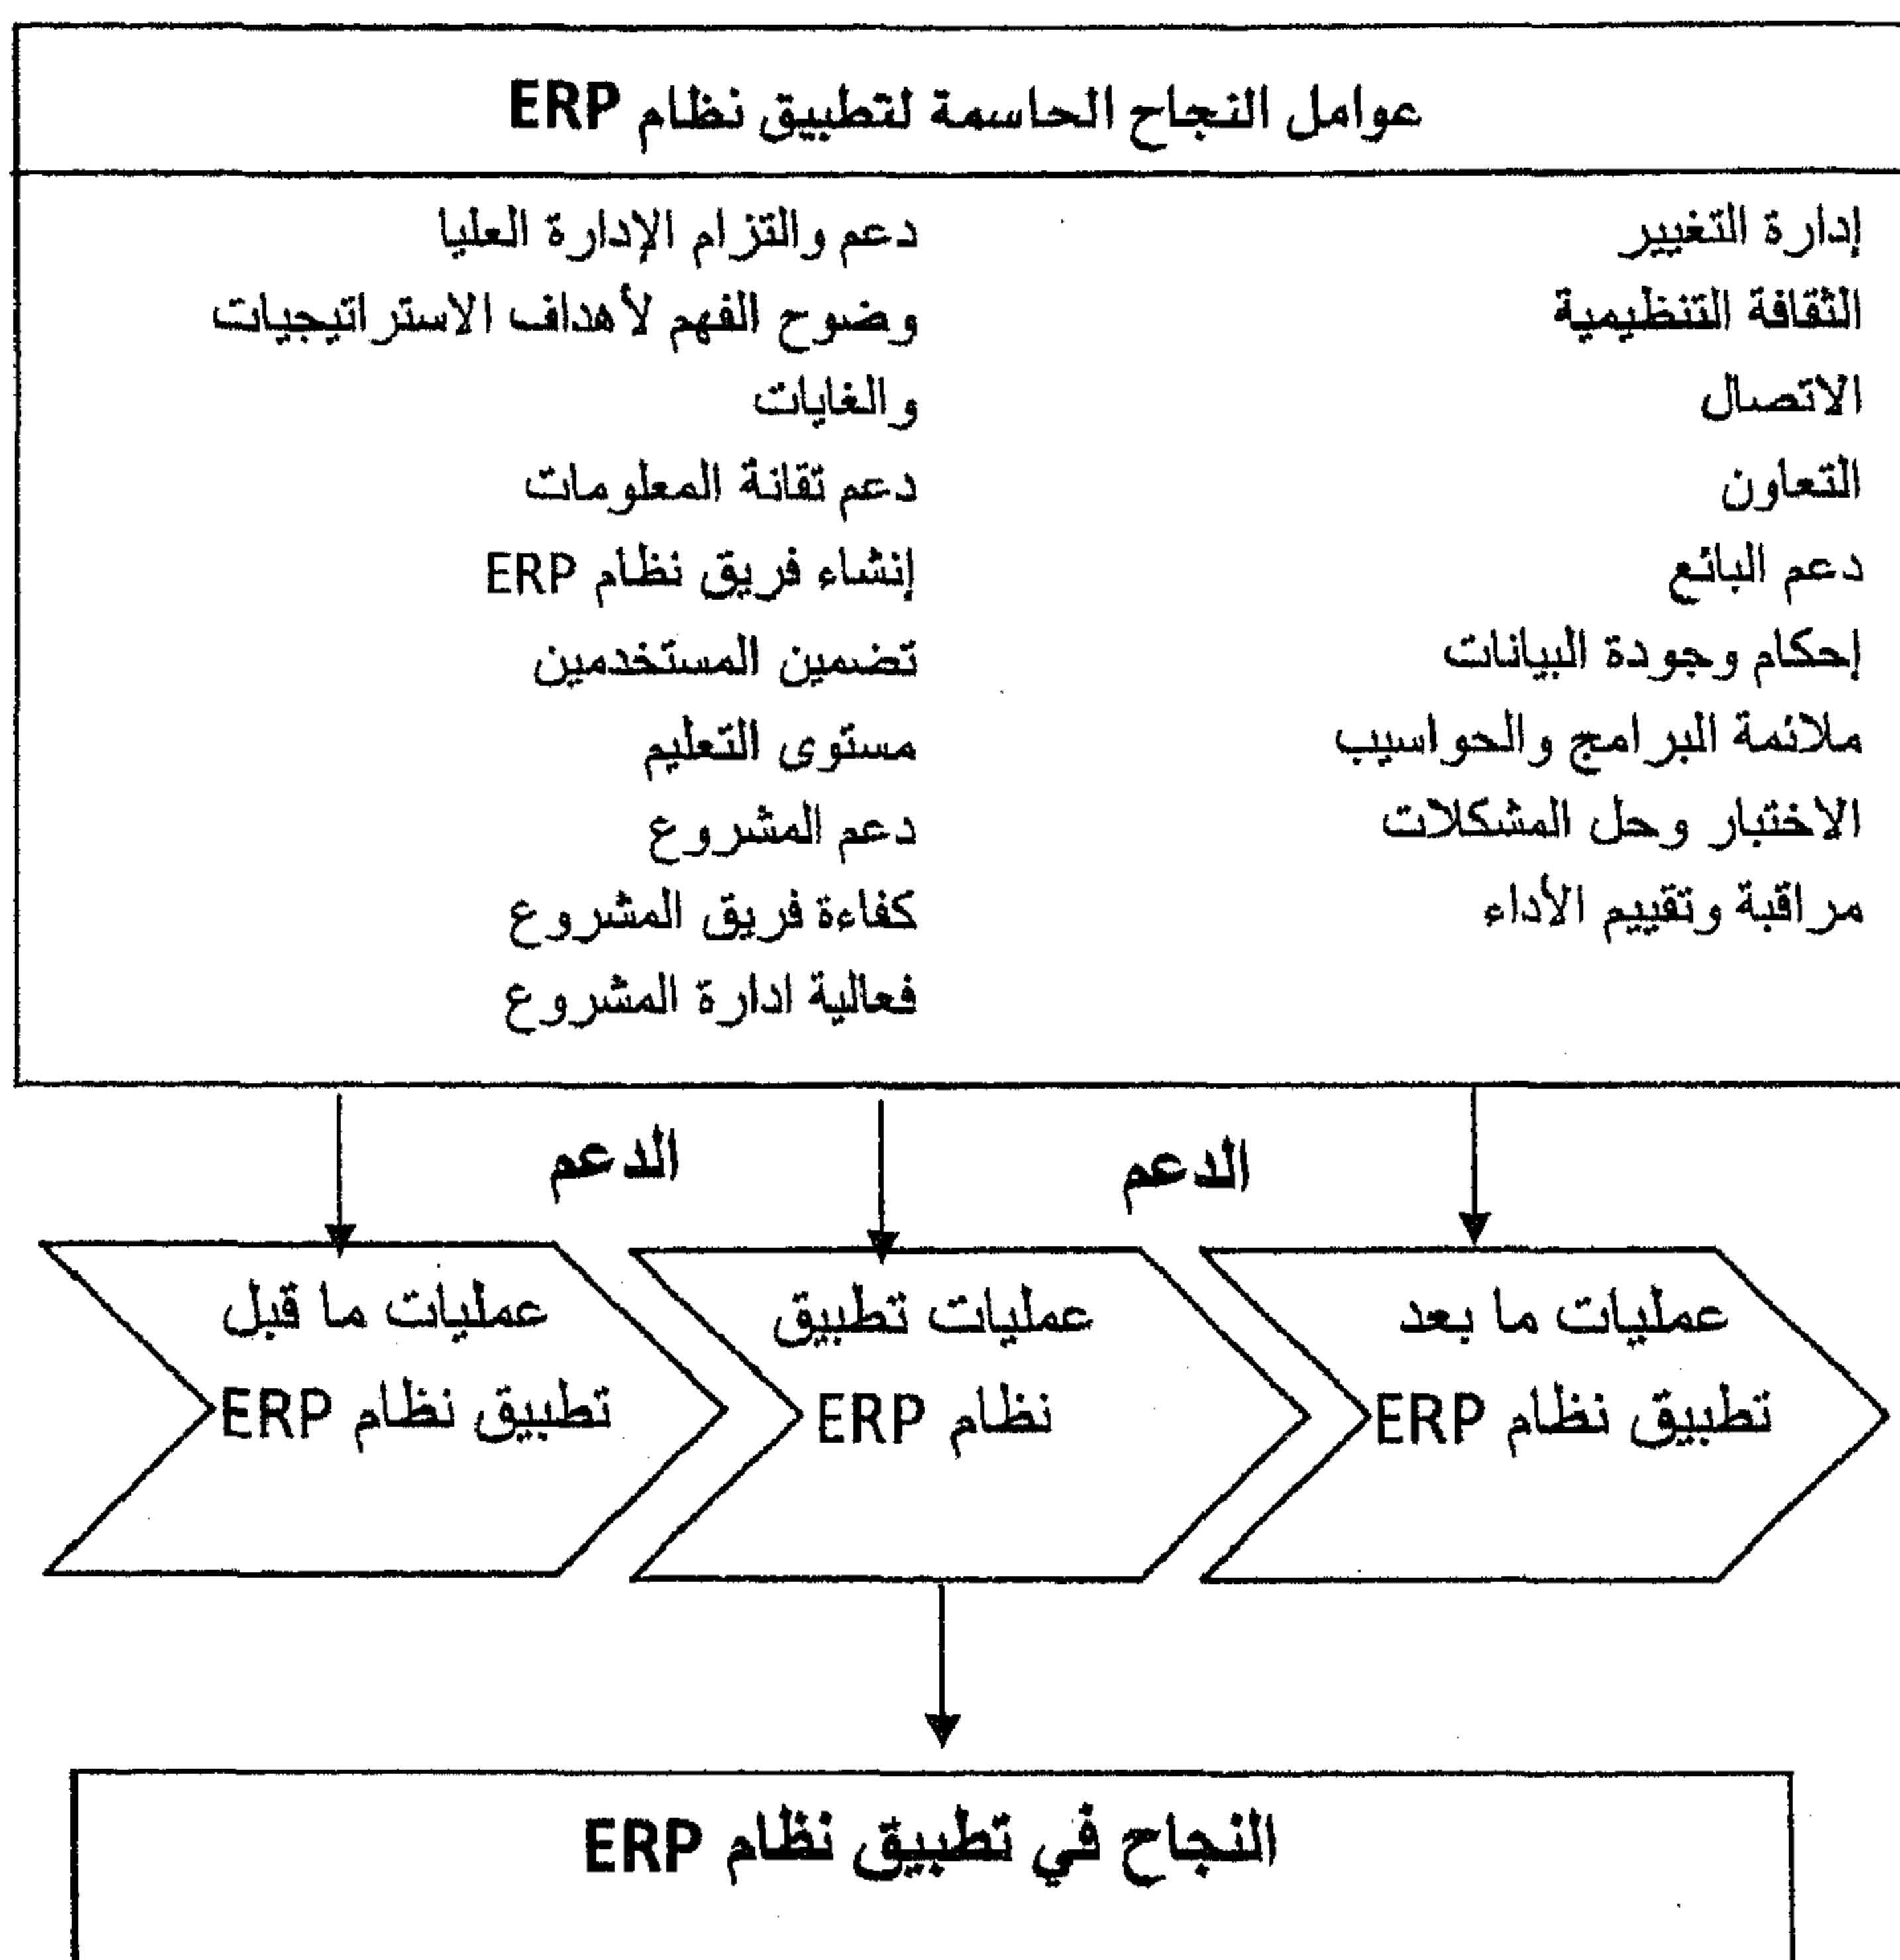 عوامل النجاح الحاسمة لتطبيق نظام ERP
إدارة التغيير
الثقافة التنظيمية
الاتصال
التعاون
دعم البائع
إحكام وجودة البيانات
ملائمة البرامج والحواسيب
الاختبار وحل المشكلات
مراقبة وتقييم الأداء
دعم والتزام الإدارة العليا
وضوح الفهم لأهداف الاستراتيجيات
والغايات
دعم تقانة المعلومات
إنشاء فريق نظام ERP
تضمين المستخدمين
مستوى التعليم
دعم المشروع
كفاءة فريق المشروع
فعالية ادارة المشروع
الدعم
الدعم
عمليات ما قبل
تطبيق نظام ERP
عمليات تطبيق
نظام ERP
عمليات ما بعد
تطبيق نظام ERP
النجاح في تطبيق نظام ERP